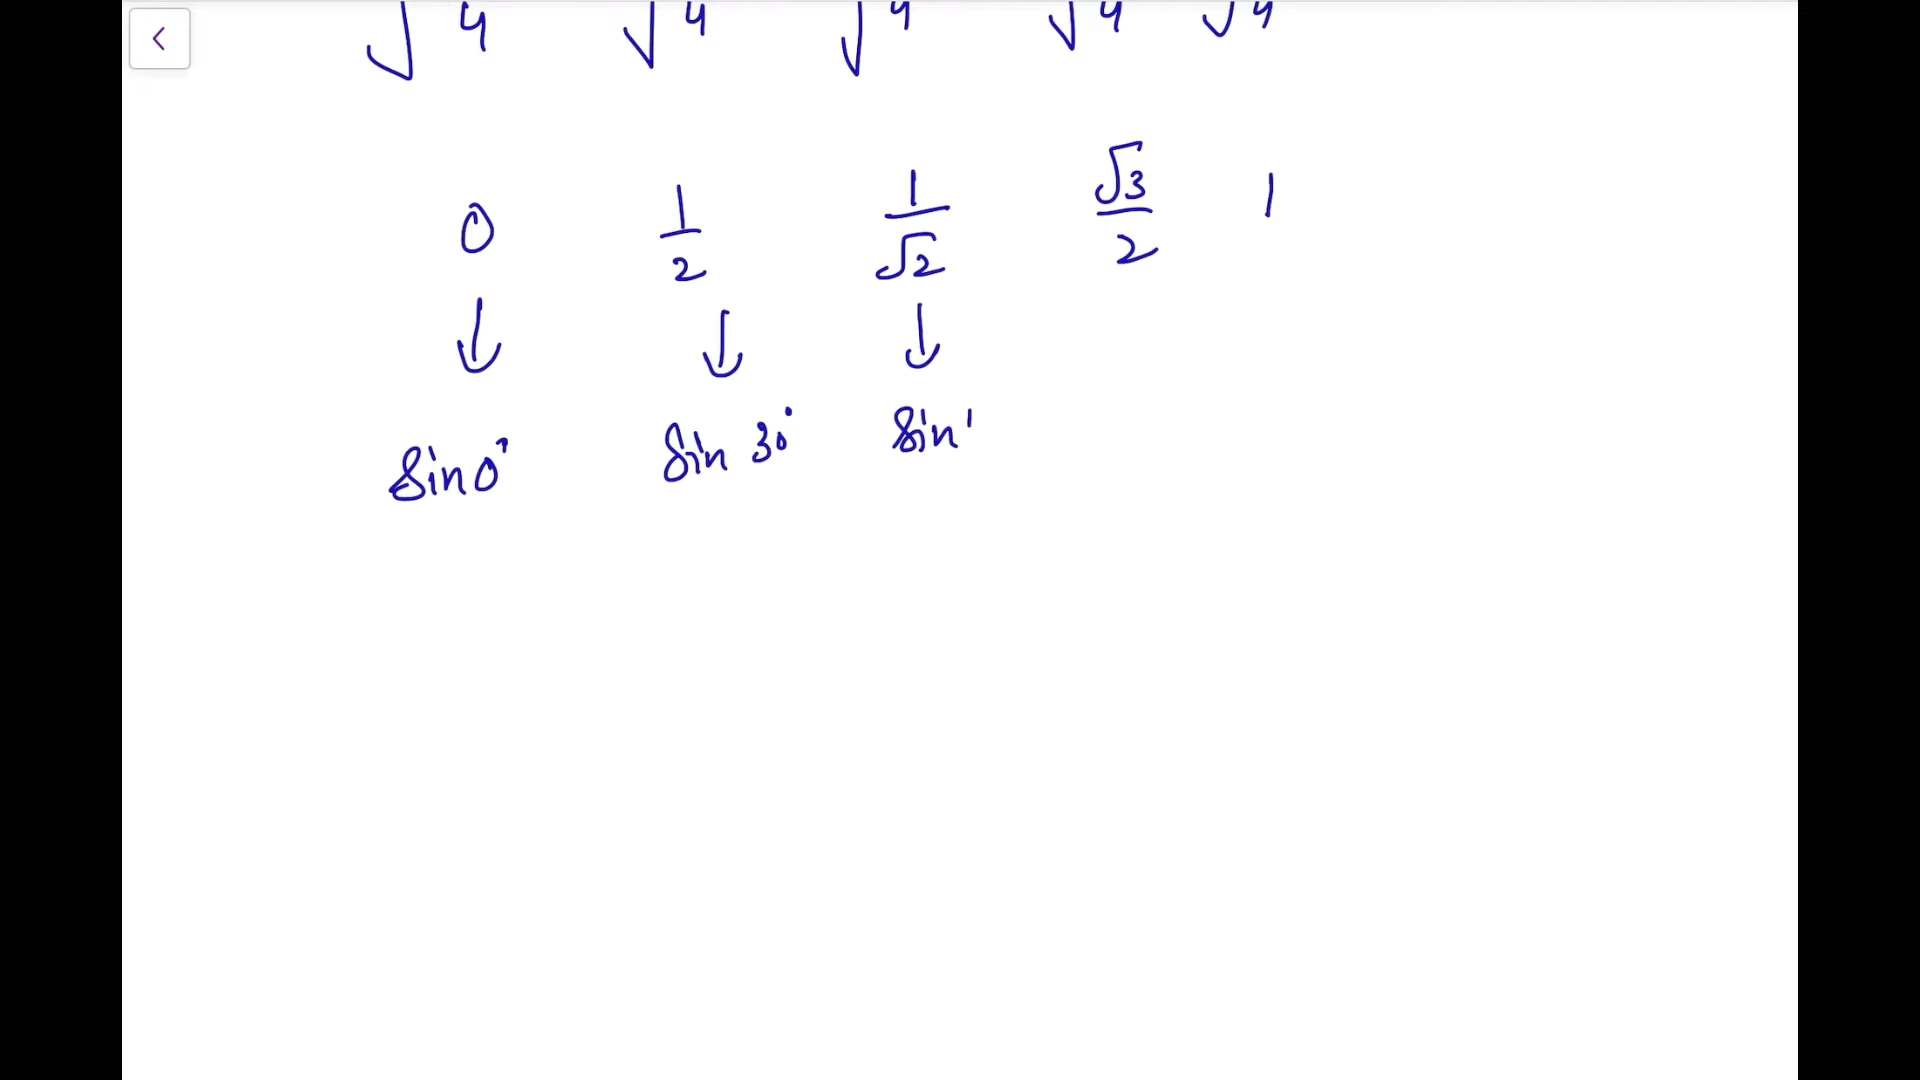 √4 √4 √4 √4 √4
0 1/2 1/√2 √3/2 1
↓ ↓ ↓
sin0° sin 30° sin